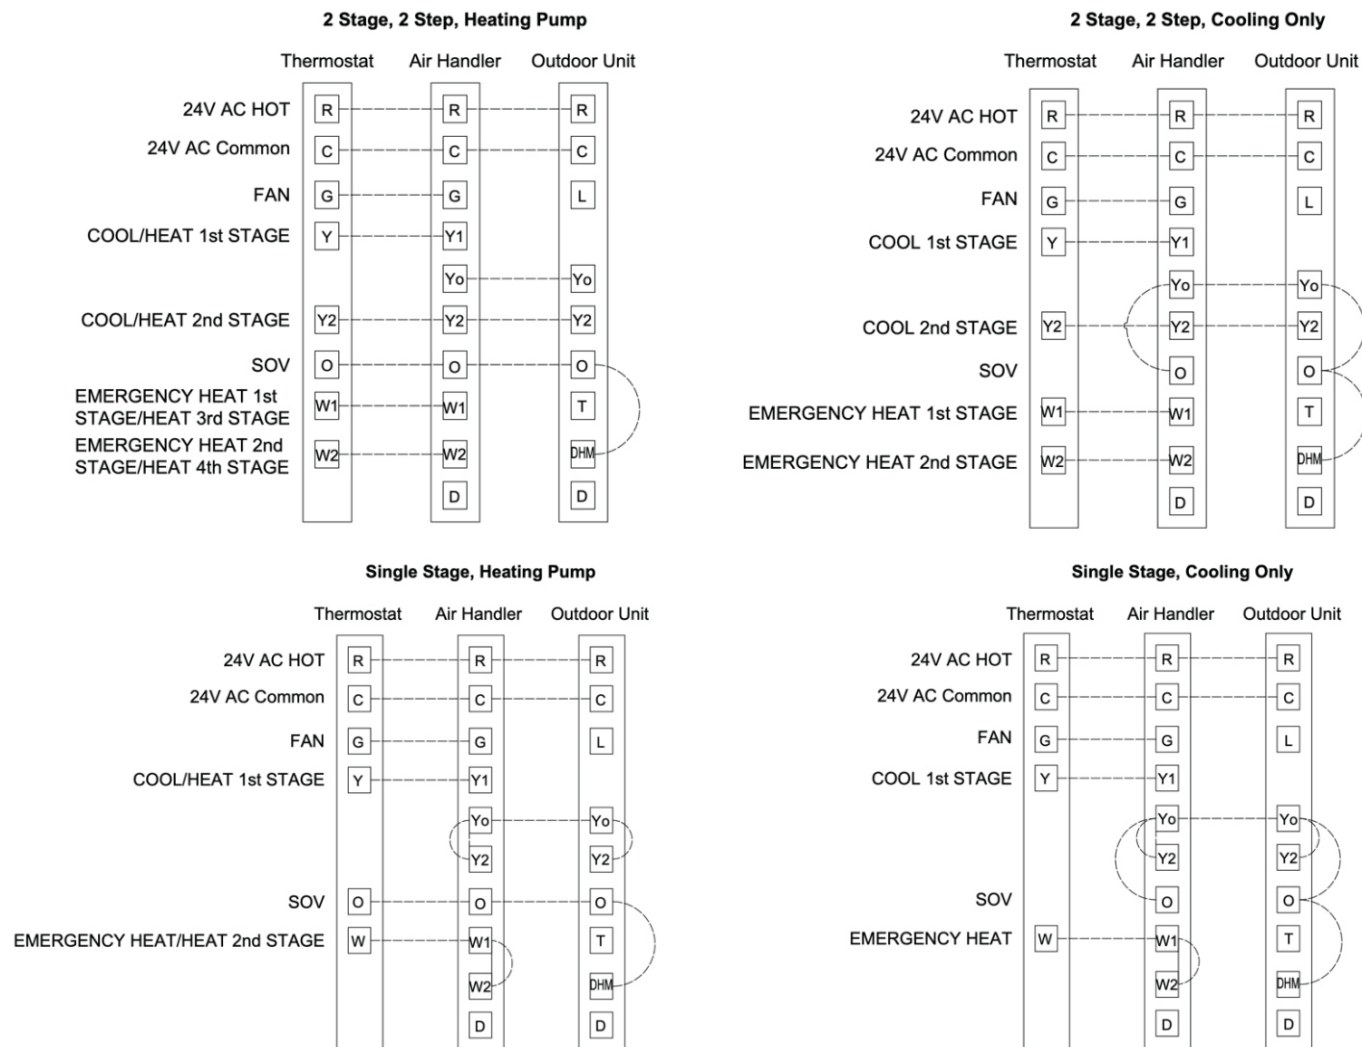 2 Stage, 2 Step, Heating Pump
Thermostat Air Handler Outdoor Unit
24V AC HOT R R R
24V AC Common C C C
FAN G G L
COOL/HEAT 1st STAGE Y Y1
Yo Yo
COOL/HEAT 2nd STAGE Y2 Y2 Y2
SOV O O O
EMERGENCY HEAT 1st
STAGE/HEAT 3rd STAGE W1 W1 T
EMERGENCY HEAT 2nd
STAGE/HEAT 4th STAGE W2 W2 DHM
D D
2 Stage, 2 Step, Cooling Only
Thermostat Air Handler Outdoor Unit
24V AC HOT R R R
24V AC Common C C C
FAN G G L
COOL 1st STAGE Y Y1
Yo Yo
COOL 2nd STAGE Y2 Y2 Y2
SOV O O
EMERGENCY HEAT 1st STAGE W1 W1 T
EMERGENCY HEAT 2nd STAGE W2 W2 DHM
D D
Single Stage, Heating Pump
Thermostat Air Handler Outdoor Unit
24V AC HOT R R R
24V AC Common C C C
FAN G G L
COOL/HEAT 1st STAGE Y Y1
Yo Yo
Y2 Y2
SOV O O O
EMERGENCY HEAT/HEAT 2nd STAGE W W1 T
W2 DHM
D D
Single Stage, Cooling Only
Thermostat Air Handler Outdoor Unit
24V AC HOT R R R
24V AC Common C C C
FAN G G L
COOL 1st STAGE Y Y1
Yo Yo
Y2 Y2
SOV O O
EMERGENCY HEAT W W1 T
W2 DHM
D D